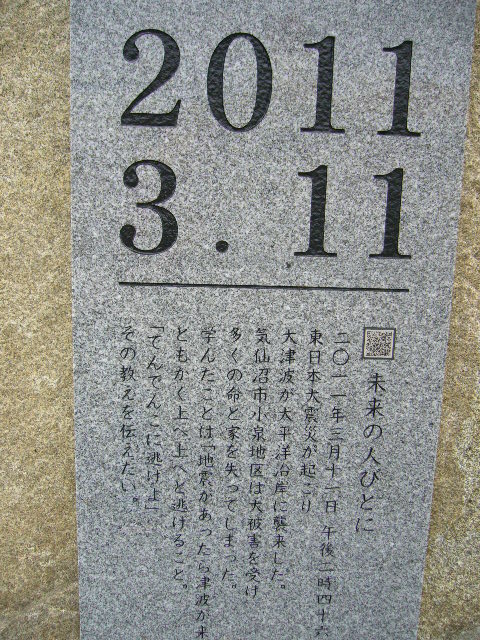 2011
3.11
未来の人びとに
二〇一一年三月十一日 午後二時四十六
東日本大震災が起こり
大津波が太平洋沿岸に襲来した。
気仙沼市小泉地区は大被害を受け
多くの命と家を失ってしまった。
学んだことは「地震があったら津波が来
ともかく上へ上へと逃げること。
「てんでんこに逃げよ」
その教えを伝えたい。